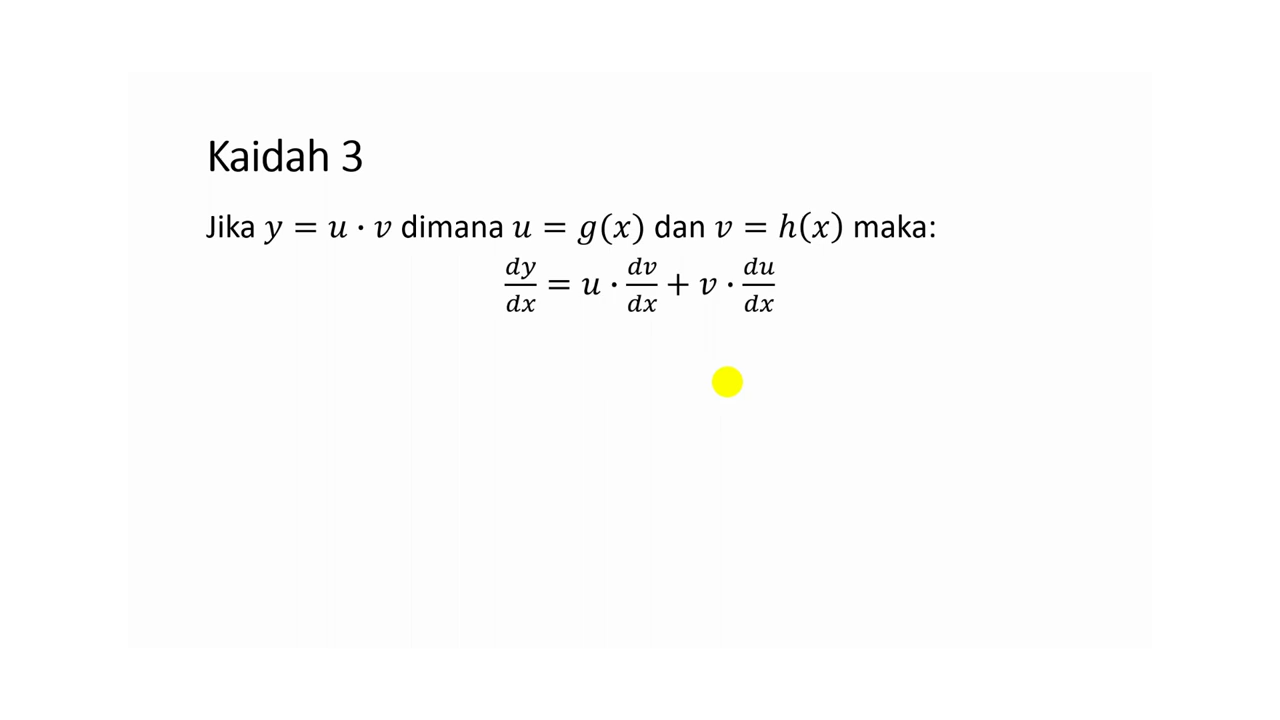 Kaidah 3
Jika y = u · v dimana u = g(x) dan v = h(x) maka:
dy/dx = u · dv/dx + v · du/dx